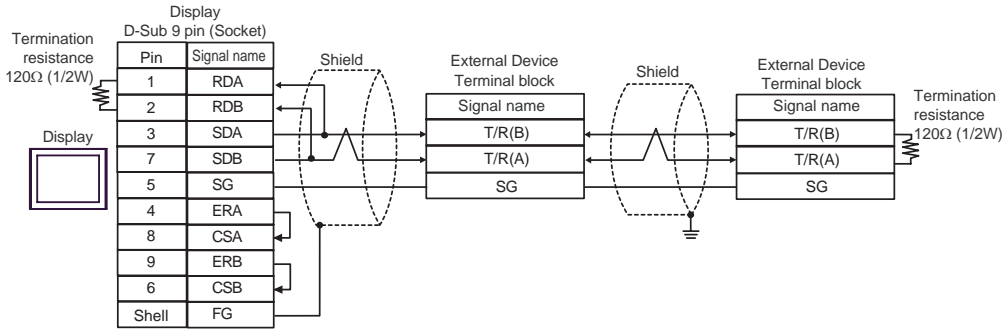 Display
D-Sub 9 pin (Socket)
Termination
resistance
120Ω (1/2W)
Pin Signal name
1 RDA
2 RDB
3 SDA
7 SDB
5 SG
4 ERA
8 CSA
9 ERB
6 CSB
Shell FG
Display
Shield
External Device
Terminal block
Signal name
T/R(B)
T/R(A)
SG
Shield
External Device
Terminal block
Signal name
T/R(B)
T/R(A)
SG
Termination
resistance
120Ω (1/2W)